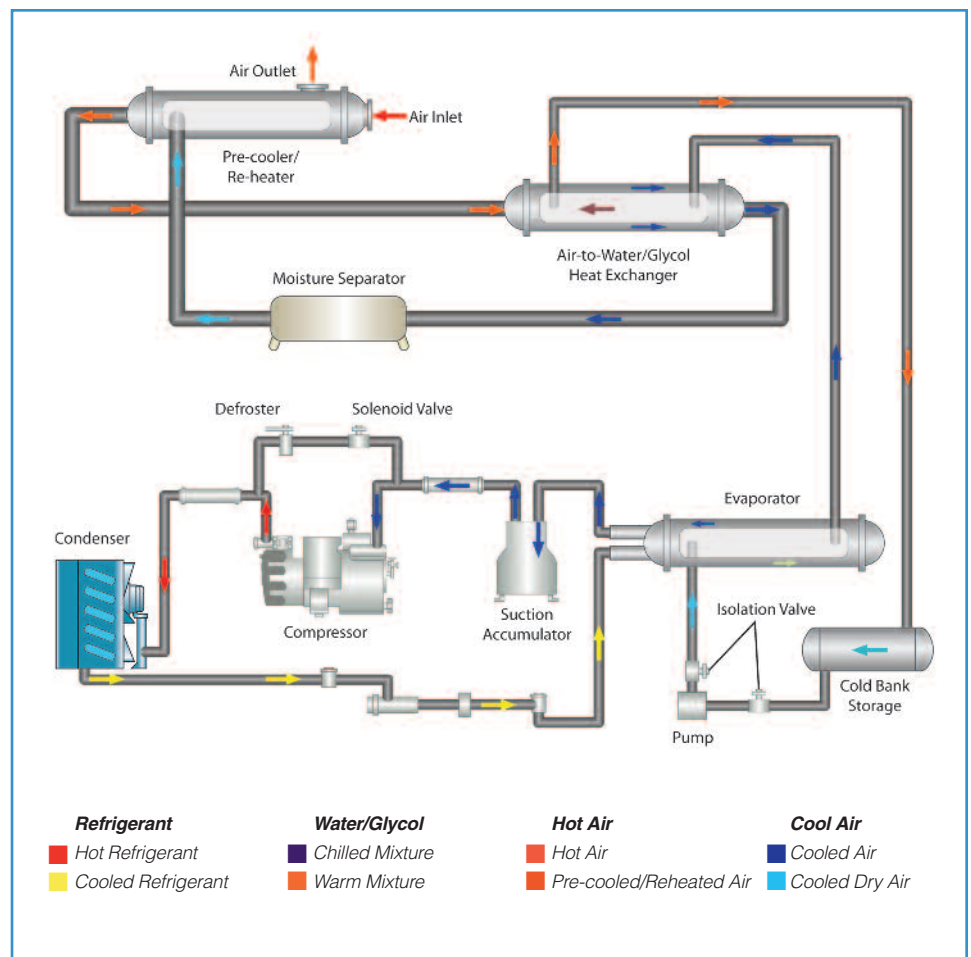 Air Outlet
Air Inlet
Pre-cooler/
Re-heater
Air-to-Water/Glycol
Heat Exchanger
Moisture Separator
Defroster
Solenoid Valve
Evaporator
Condenser
Compressor
Suction
Accumulator
Isolation Valve
Cold Bank
Storage
Pump
Refrigerant
Hot Refrigerant
Cooled Refrigerant
Water/Glycol
Chilled Mixture
Warm Mixture
Hot Air
Hot Air
Pre-cooled/Reheated Air
Cool Air
Cooled Air
Cooled Dry Air